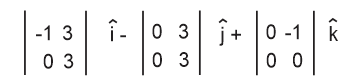 | -1 3 | î - | 0 3 | ĵ + | 0 -1 | k̂
| 0 3 | | 0 3 | | 0 0 |